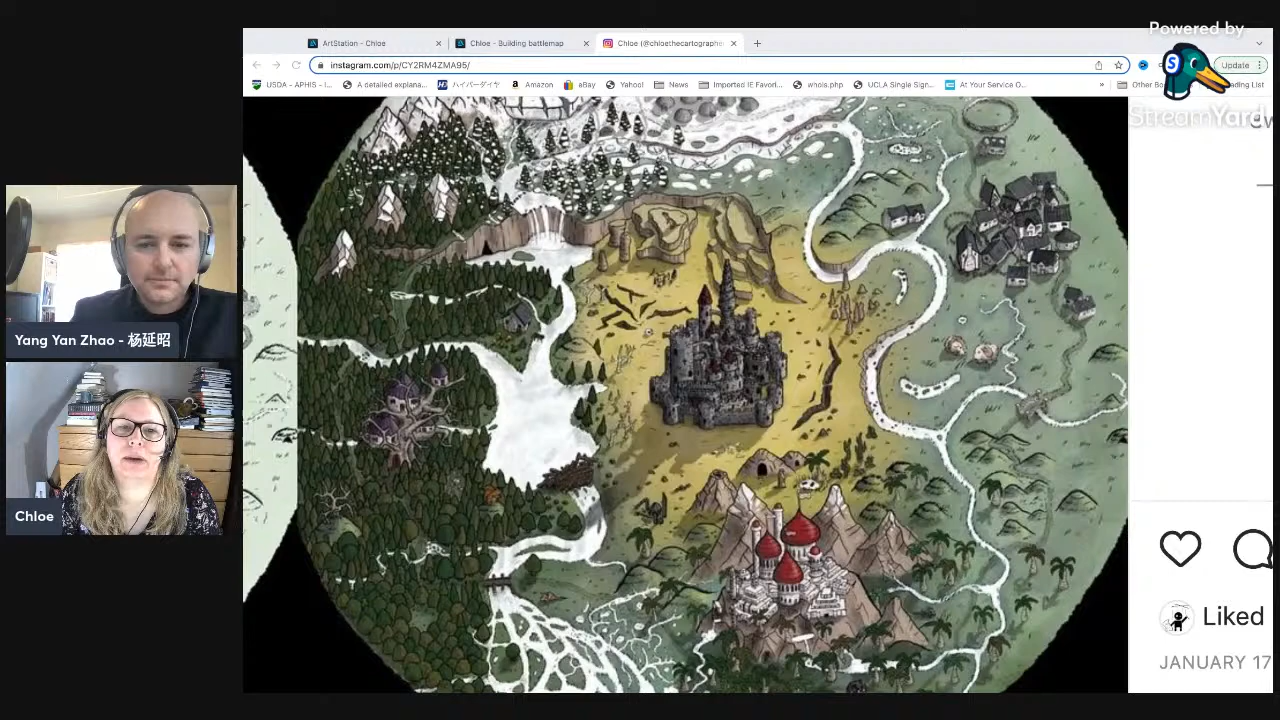 Powered by
StreamYard
ArtStation - Chloe
Chloe - Building battlemap
Chloe (@chloethecartographer
instagram.com/p/CY2RM4ZMA95/
Update
USDA - APHIS - I...
A detailed explana...
ハイパーダイヤ
Amazon
eBay
Yahoo!
News
Imported IE Favori...
whois.php
UCLA Single Sign...
At Your Service O...
Other Bo
ding List
Yang Yan Zhao - 杨延昭
Chloe
Liked
JANUARY 17